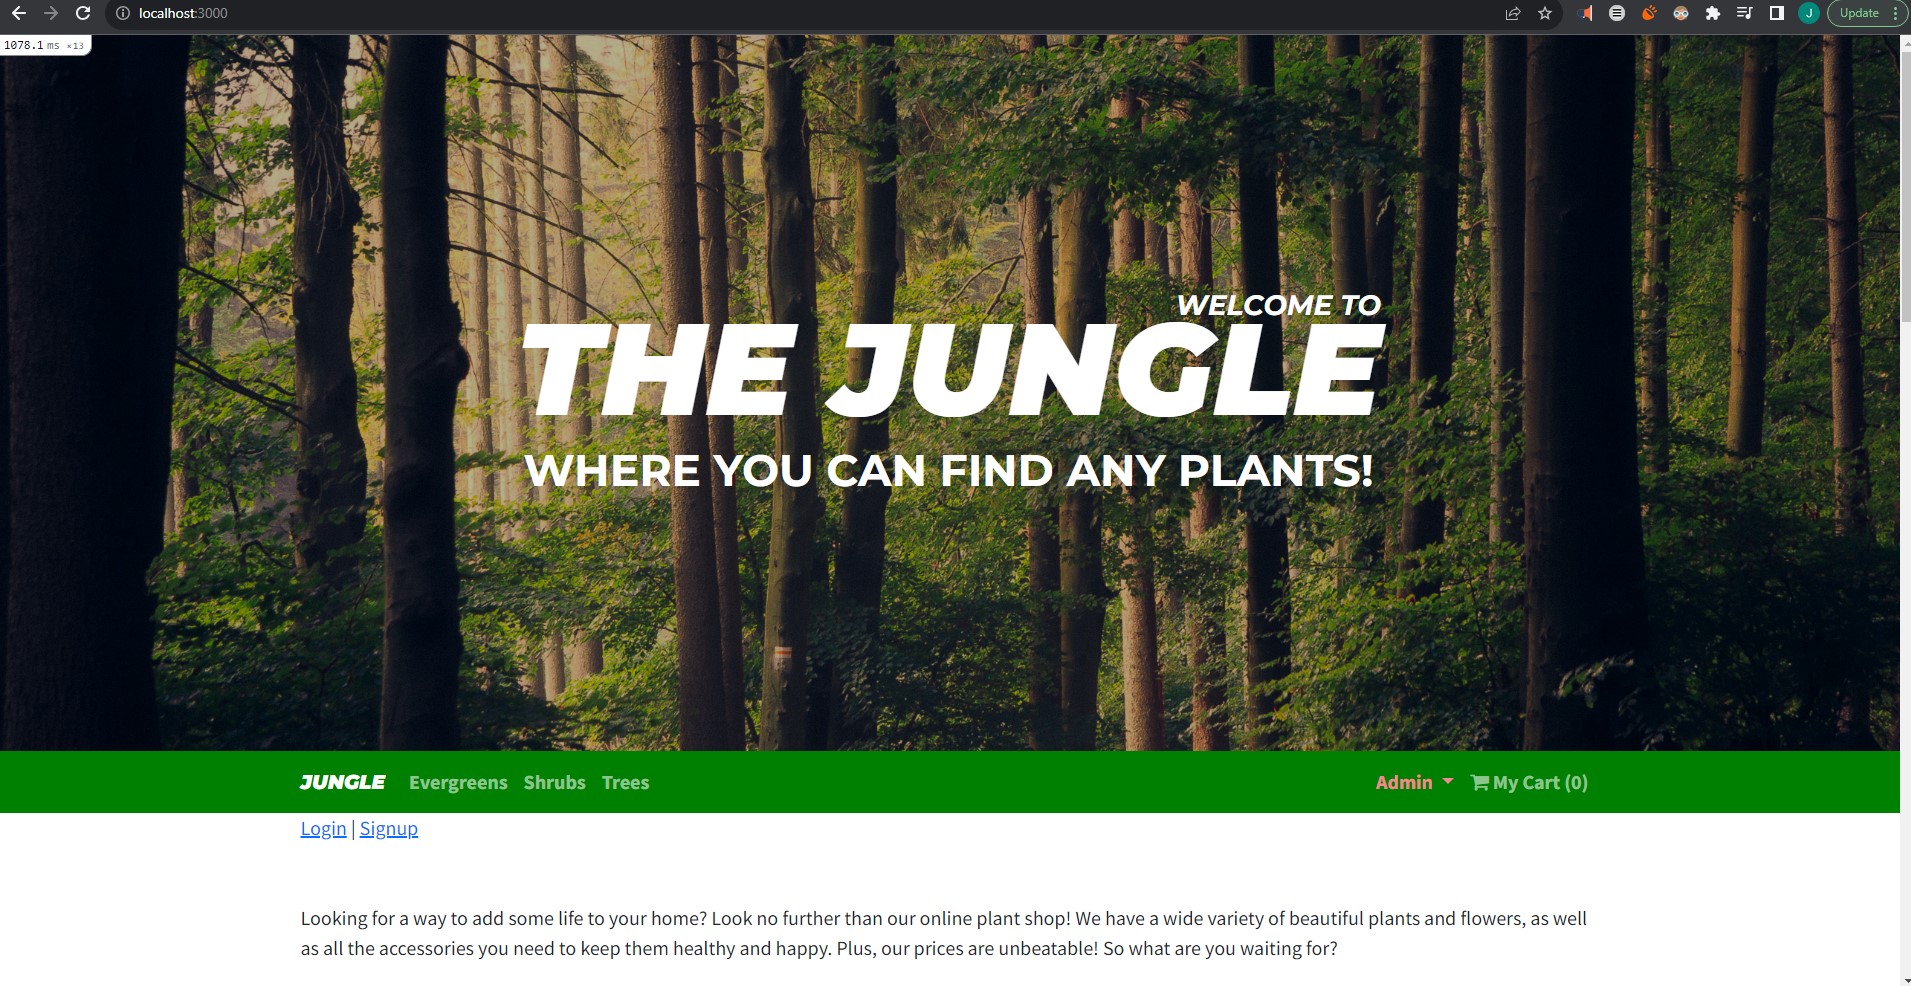 localhost:3000
J
Update
1078.1 ms ×13
WELCOME TO
THE JUNGLE
WHERE YOU CAN FIND ANY PLANTS!
JUNGLE Evergreens Shrubs Trees Admin My Cart (0)
Login | Signup
Looking for a way to add some life to your home? Look no further than our online plant shop! We have a wide variety of beautiful plants and flowers, as well
as all the accessories you need to keep them healthy and happy. Plus, our prices are unbeatable! So what are you waiting for?